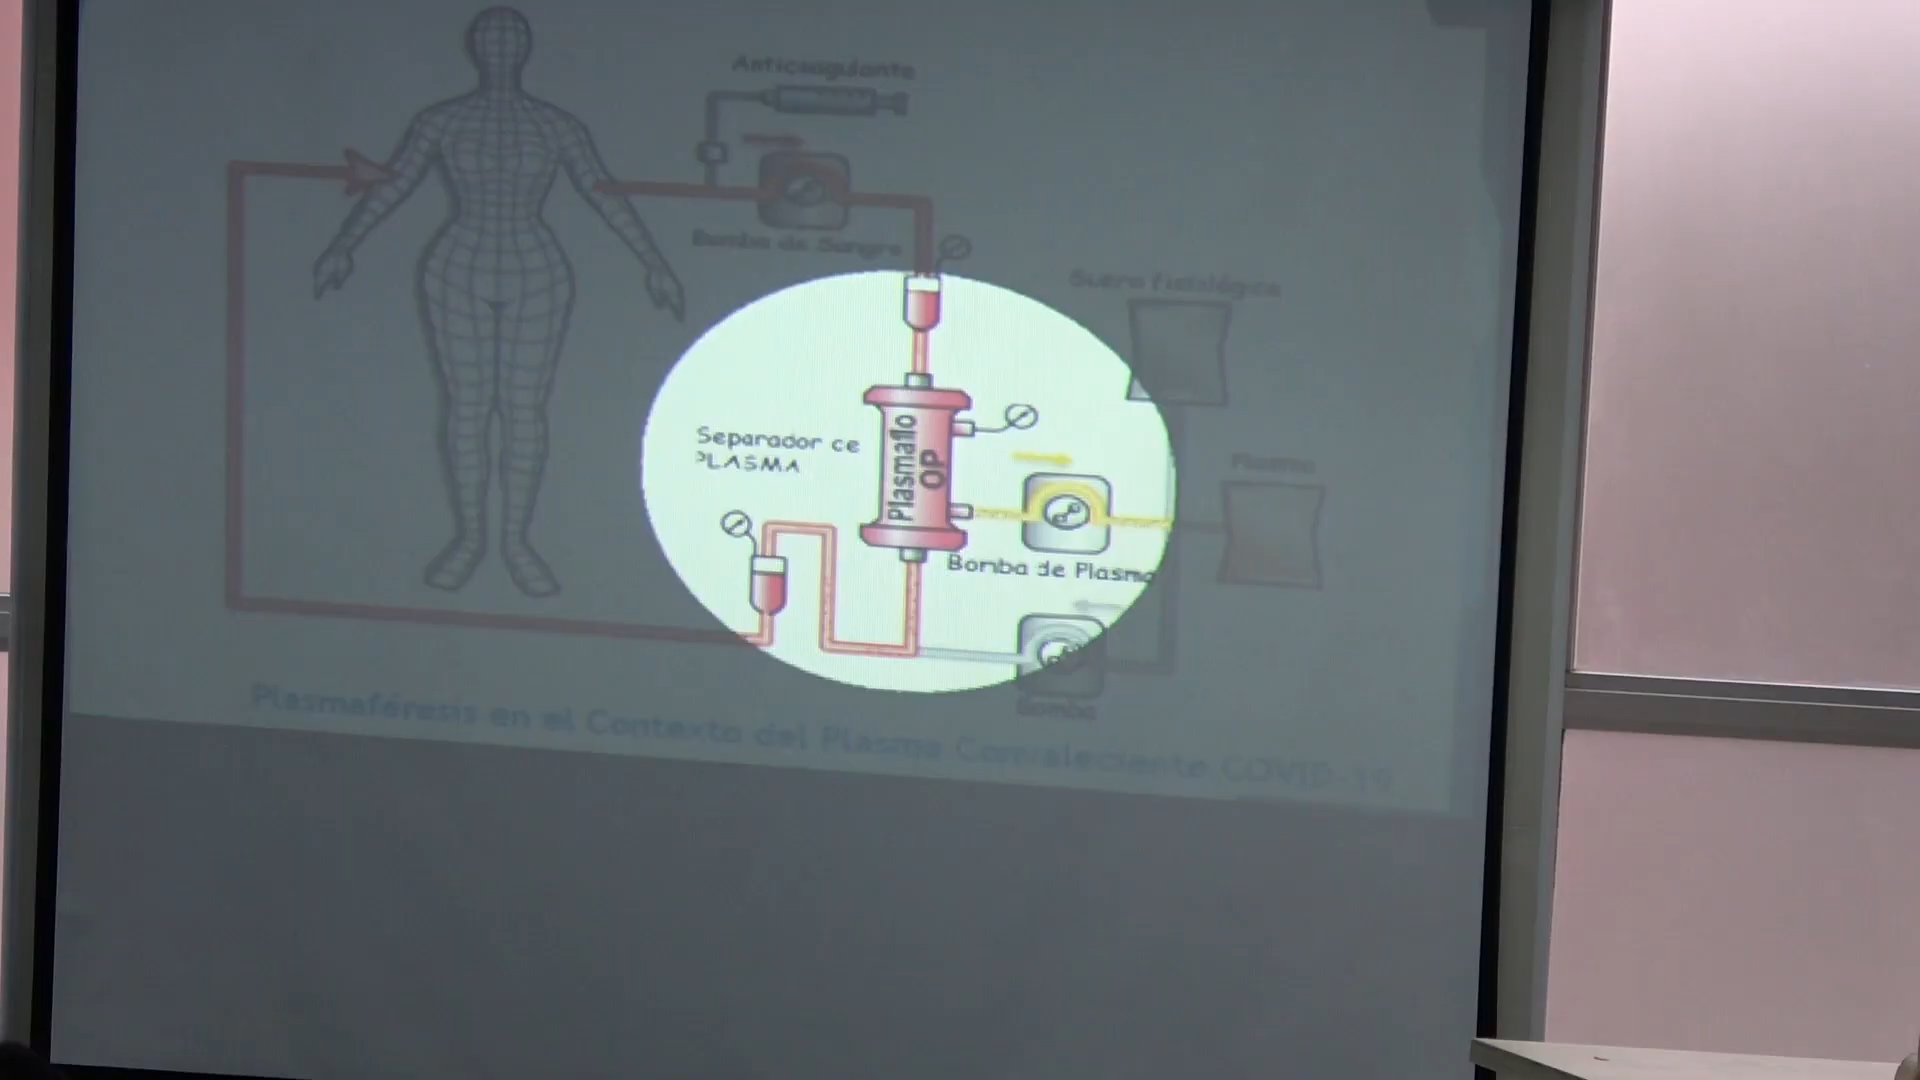 Anticoagulante
Bomba de Sangre
Suero fisiológico
Separador de
PLASMA
Plasmaflo
OP
Plasma
Bomba de Plasma
Bomba
Plasmaféresis en el Contexto del Plasma Convaleciente COVID-19